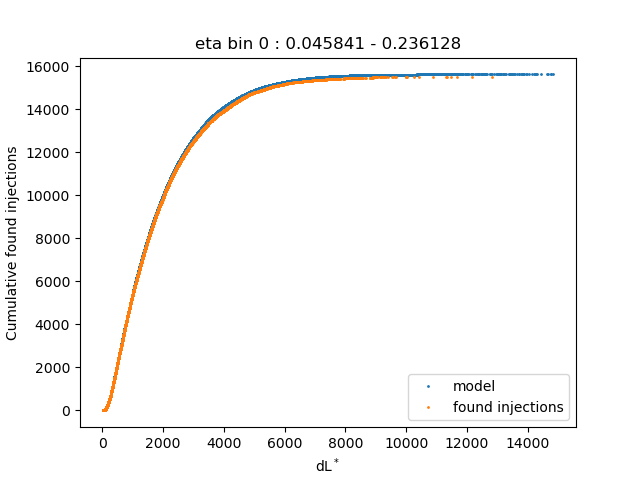 eta bin 0 : 0.045841 - 0.236128
16000
14000
12000
10000
8000
6000
4000
2000
0
Cumulative found injections
model
found injections
0 2000 4000 6000 8000 10000 12000 14000
dL*